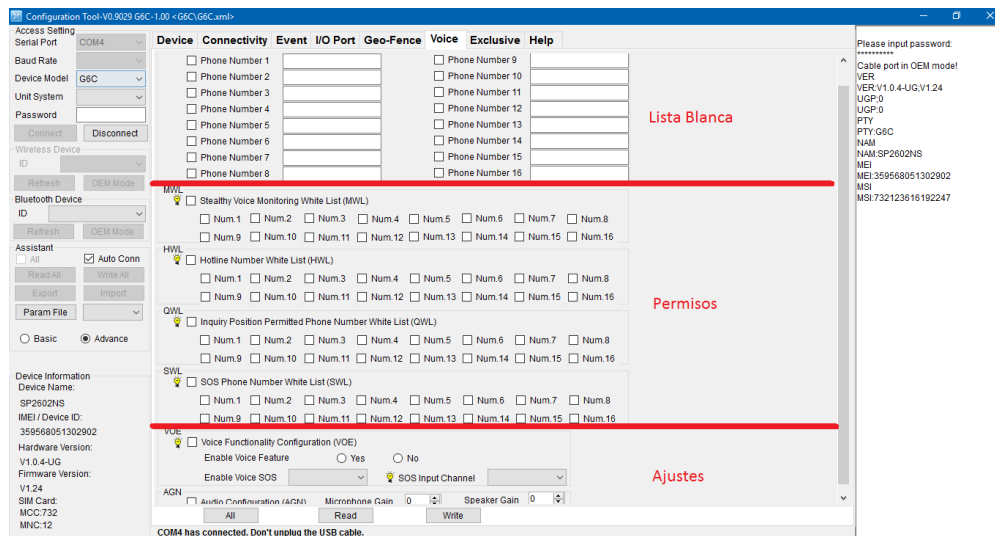 Configuration Tool-V0.9029 G6C-1.00 <G6C\G6C.xml>
Access Setting
Serial Port COM4
Baud Rate
Device Model G6C
Unit System
Password
Connect Disconnect
Wireless Device
ID
Refresh OEM Mode
Bluetooth Device
ID
Refresh OEM Mode
Assistant
All Auto Conn
Read All Write All
Export Import
Param File
Basic Advance
Device Information
Device Name:
SP2602NS
IMEI / Device ID:
359568051302902
Hardware Version:
V1.0.4-UG
Firmware Version:
V1.24
SIM Card:
MCC:732
MNC:12
Device Connectivity Event I/O Port Geo-Fence Voice Exclusive Help
Phone Number 1 Phone Number 9
Phone Number 2 Phone Number 10
Phone Number 3 Phone Number 11
Phone Number 4 Phone Number 12
Phone Number 5 Phone Number 13
Phone Number 6 Phone Number 14
Phone Number 7 Phone Number 15
Phone Number 8 Phone Number 16
Lista Blanca
MWL
Stealthy Voice Monitoring White List (MWL)
Num.1 Num.2 Num.3 Num.4 Num.5 Num.6 Num.7 Num.8
Num.9 Num.10 Num.11 Num.12 Num.13 Num.14 Num.15 Num.16
HWL
Hotline Number White List (HWL)
Num.1 Num.2 Num.3 Num.4 Num.5 Num.6 Num.7 Num.8
Num.9 Num.10 Num.11 Num.12 Num.13 Num.14 Num.15 Num.16
Permisos
QWL
Inquiry Position Permitted Phone Number White List (QWL)
Num.1 Num.2 Num.3 Num.4 Num.5 Num.6 Num.7 Num.8
Num.9 Num.10 Num.11 Num.12 Num.13 Num.14 Num.15 Num.16
SWL
SOS Phone Number White List (SWL)
Num.1 Num.2 Num.3 Num.4 Num.5 Num.6 Num.7 Num.8
Num.9 Num.10 Num.11 Num.12 Num.13 Num.14 Num.15 Num.16
VOE
Voice Functionality Configuration (VOE)
Enable Voice Feature Yes No
Enable Voice SOS SOS Input Channel
Ajustes
AGN
Audio Configuration (AGN) Microphone Gain 0 Speaker Gain 0
All Read Write
COM4 has connected. Don't unplug the USB cable.
Please input password:
**********
Cable port in OEM mode!
VER
VER:V1.0.4-UG;V1.24
UGP;0
UGP:0
PTY
PTY:G6C
NAM
NAM:SP2602NS
MEI
MEI:359568051302902
MSI
MSI:732123616192247